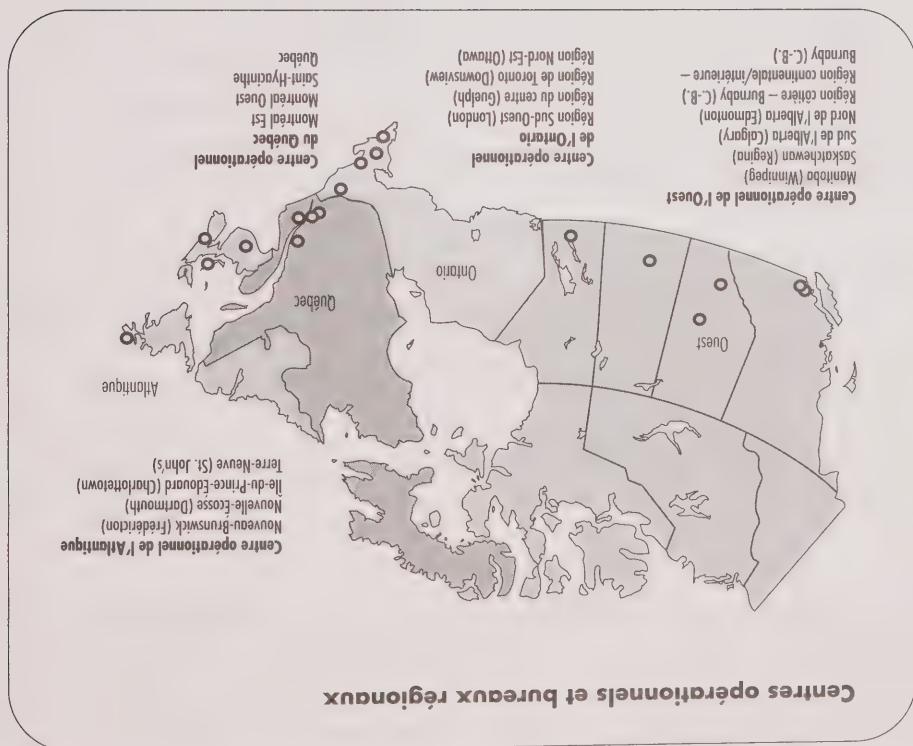 Centres opérationnels et bureaux régionaux
Centre opérationnel de l'Atlantique
Nouveau-Brunswick (Frédéricton)
Nouvelle-Écosse (Dartmouth)
Île-du-Prince-Édouard (Charlottetown)
Terre-Neuve (St. John's)
Atlantique
Québec
Ouest
Ontario
Centre opérationnel de l'Ouest
Manitoba (Winnipeg)
Saskatchewan (Regina)
Sud de l'Alberta (Calgary)
Nord de l'Alberta (Edmonton)
Région côtière – Burnaby (C.-B.)
Région continentale/intérieure –
Burnaby (C.-B.)
Centre opérationnel
de l'Ontario
Région Sud-Ouest (London)
Région du centre (Guelph)
Région de Toronto (Downsview)
Région Nord-Est (Ottawa)
Centre opérationnel
du Québec
Montréal Est
Montréal Ouest
Saint-Hyacinthe
Québec